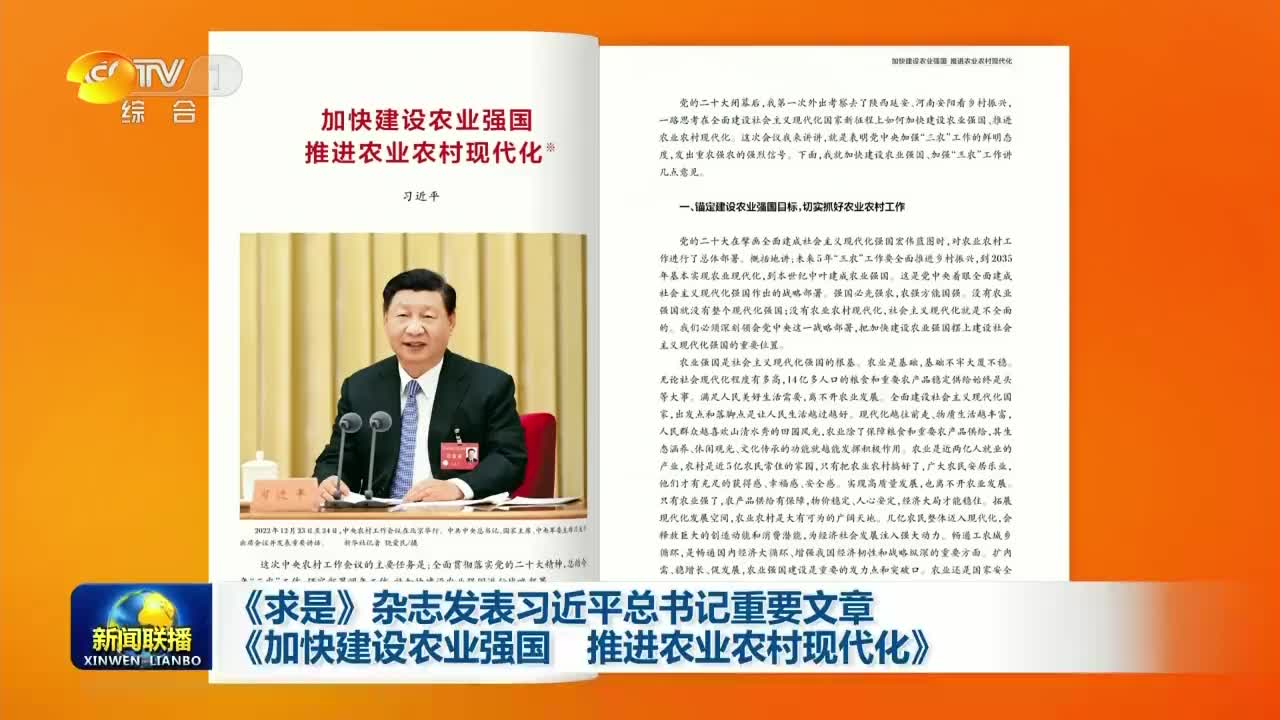 CCTV 1
综合
加快建设农业强国
推进农业农村现代化※
习近平
习近平
2022年12月23日至24日,中央农村工作会议在北京举行。中共中央总书记、国家主席、中央军委主席习近平
出席会议并发表重要讲话。 新华社记者 饶爱民/摄
这次中央农村工作会议的主要任务是:全面贯彻落实党的二十大精神,总结今
加快建设农业强国 推进农业农村现代化
党的二十大闭幕后,我第一次外出考察去了陕西延安、河南安阳看乡村振兴,
一路思考在全面建设社会主义现代化国家新征程上如何加快建设农业强国、推进
农业农村现代化。这次会议我来讲讲,就是表明党中央加强“三农”工作的鲜明态
度,发出重农强农的强烈信号。下面,我就加快建设农业强国、加强“三农”工作讲
几点意见。
一、锚定建设农业强国目标,切实抓好农业农村工作
党的二十大在擘画全面建成社会主义现代化强国宏伟蓝图时,对农业农村工
作进行了总体部署。概括地讲:未来5年“三农”工作要全面推进乡村振兴,到2035
年基本实现农业现代化,到本世纪中叶建成农业强国。这是党中央着眼全面建成
社会主义现代化强国作出的战略部署。强国必先强农,农强方能国强。没有农业
强国就没有整个现代化强国;没有农业农村现代化,社会主义现代化就是不全面
的。我们必须深刻领会党中央这一战略部署,把加快建设农业强国摆上建设社会
主义现代化强国的重要位置。
农业强国是社会主义现代化强国的根基。农业是基础,基础不牢大厦不稳。
无论社会现代化程度有多高,14亿多人口的粮食和重要农产品稳定供给始终是头
等大事。满足人民美好生活需要,离不开农业发展。全面建设社会主义现代化国
家,出发点和落脚点是让人民生活越过越好。现代化越往前走、物质生活越丰富,
人民群众越喜欢山清水秀的田园风光,农业除了保障粮食和重要农产品供给,其生
态涵养、休闲观光、文化传承的功能就越能发挥积极作用。农业是近两亿人就业的
产业,农村是近5亿农民常住的家园,只有把农业农村搞好了,广大农民安居乐业,
他们才有充足的获得感、幸福感、安全感。实现高质量发展,也离不开农业发展。
只有农业强了,农产品供给有保障,物价稳定、人心安定,经济大局才能稳住。拓展
现代化发展空间,农业农村是大有可为的广阔天地。几亿农民整体迈入现代化,会
释放巨大的创造动能和消费潜能,为经济社会发展注入强大动力。畅通工农城乡
循环,是畅通国内经济大循环、增强我国经济韧性和战略纵深的重要方面。扩内
需、稳增长、促发展,农业强国建设是重要的发力点和突破口。农业还是国家安全
新闻联播
XINWEN LIANBO
《求是》杂志发表习近平总书记重要文章
《加快建设农业强国 推进农业农村现代化》